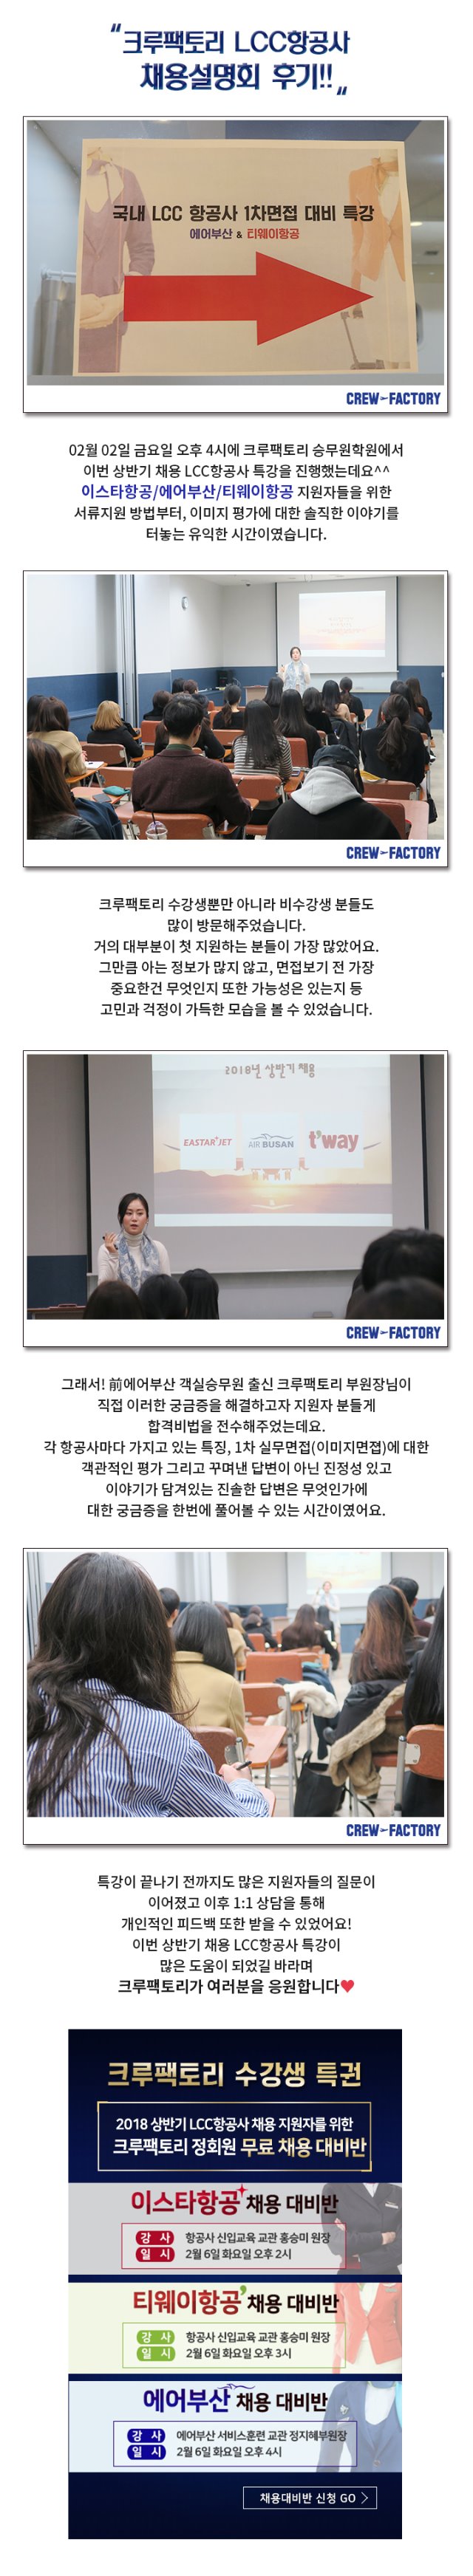 “크루팩토리 LCC항공사
채용설명회 후기!!”
국내 LCC 항공사 1차면접 대비 특강
에어부산 & 티웨이항공
CREW FACTORY
02월 02일 금요일 오후 4시에 크루팩토리 승무원학원에서
이번 상반기 채용 LCC항공사 특강을 진행했는데요^^
이스타항공/에어부산/티웨이항공 지원자들을 위한
서류지원 방법부터, 이미지 평가에 대한 솔직한 이야기를
터놓는 유익한 시간이였습니다.
CREW FACTORY
크루팩토리 수강생뿐만 아니라 비수강생 분들도
많이 방문해주었습니다.
거의 대부분이 첫 지원하는 분들이 가장 많았어요.
그만큼 아는 정보가 많지 않고, 면접보기 전 가장
중요한건 무엇인지 또한 가능성은 있는지 등
고민과 걱정이 가득한 모습을 볼 수 있었습니다.
2018년 상반기 채용
EASTAR JET AIR BUSAN t'way
CREW FACTORY
그래서! 前에어부산 객실승무원 출신 크루팩토리 부원장님이
직접 이러한 궁금증을 해결하고자 지원자 분들게
합격비법을 전수해주었는데요.
각 항공사마다 가지고 있는 특징, 1차 실무면접(이미지면접)에 대한
객관적인 평가 그리고 꾸며낸 답변이 아닌 진정성 있고
이야기가 담겨있는 진솔한 답변은 무엇인가에
대한 궁금증을 한번에 풀어볼 수 있는 시간이였어요.
CREW FACTORY
특강이 끝나기 전까지도 많은 지원자들의 질문이
이어졌고 이후 1:1 상담을 통해
개인적인 피드백 또한 받을 수 있었어요!
이번 상반기 채용 LCC항공사 특강이
많은 도움이 되었길 바라며
크루팩토리가 여러분을 응원합니다♥
크루팩토리 수강생 특권
2018 상반기 LCC항공사 채용 지원자를 위한
크루팩토리 정회원 무료 채용 대비반
이스타항공 채용 대비반
강 사 항공사 신입교육 교관 홍승미 원장
일 시 2월 6일 화요일 오후 2시
티웨이항공 채용 대비반
강 사 항공사 신입교육 교관 홍승미 원장
일 시 2월 6일 화요일 오후 3시
에어부산 채용 대비반
강 사 에어부산 서비스훈련 교관 정지혜부원장
일 시 2월 6일 화요일 오후 4시
채용대비반 신청 GO >